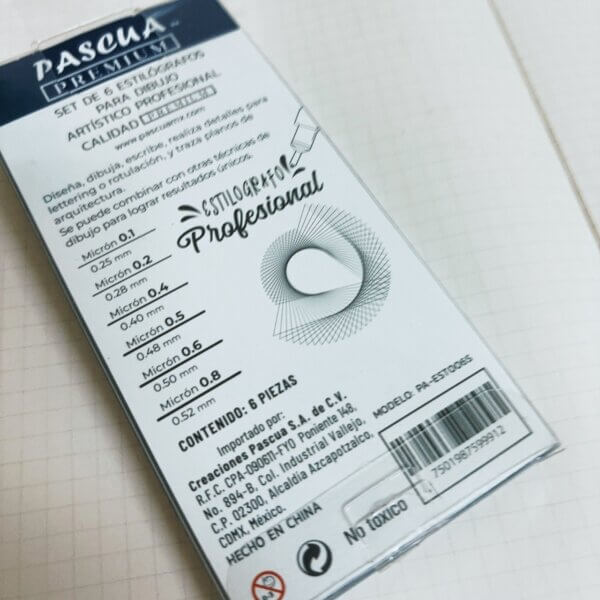 PASCUA
PREMIUM
SET DE 6 ESTILÓGRAFOS
PARA DIBUJO
ARTÍSTICO PROFESIONAL
CALIDAD PREMIUM
www.pascuamx.com
Diseña, dibuja, escribe, realiza detalles para
lettering o rotulación, y traza planos de
arquitectura.
Se puede combinar con otras técnicas de
dibujo para lograr resultados únicos.
ESTILOGRAFO
Profesional
Micrón 0.1
0.25 mm
Micrón 0.2
0.28 mm
Micrón 0.4
0.40 mm
Micrón 0.5
0.48 mm
Micrón 0.6
0.50 mm
Micrón 0.8
0.52 mm
CONTENIDO: 6 PIEZAS
Importado por:
Creaciones Pascua S.A. de C.V.
R.F.C. CPA-090611-FY0 Poniente 148,
No. 894-B, Col. Industrial Vallejo,
C.P. 02300, Alcaldía Azcapotzalco,
CDMX, México.
HECHO EN CHINA
No tóxico
MODELO: PA-EST006S
4 7501987599912